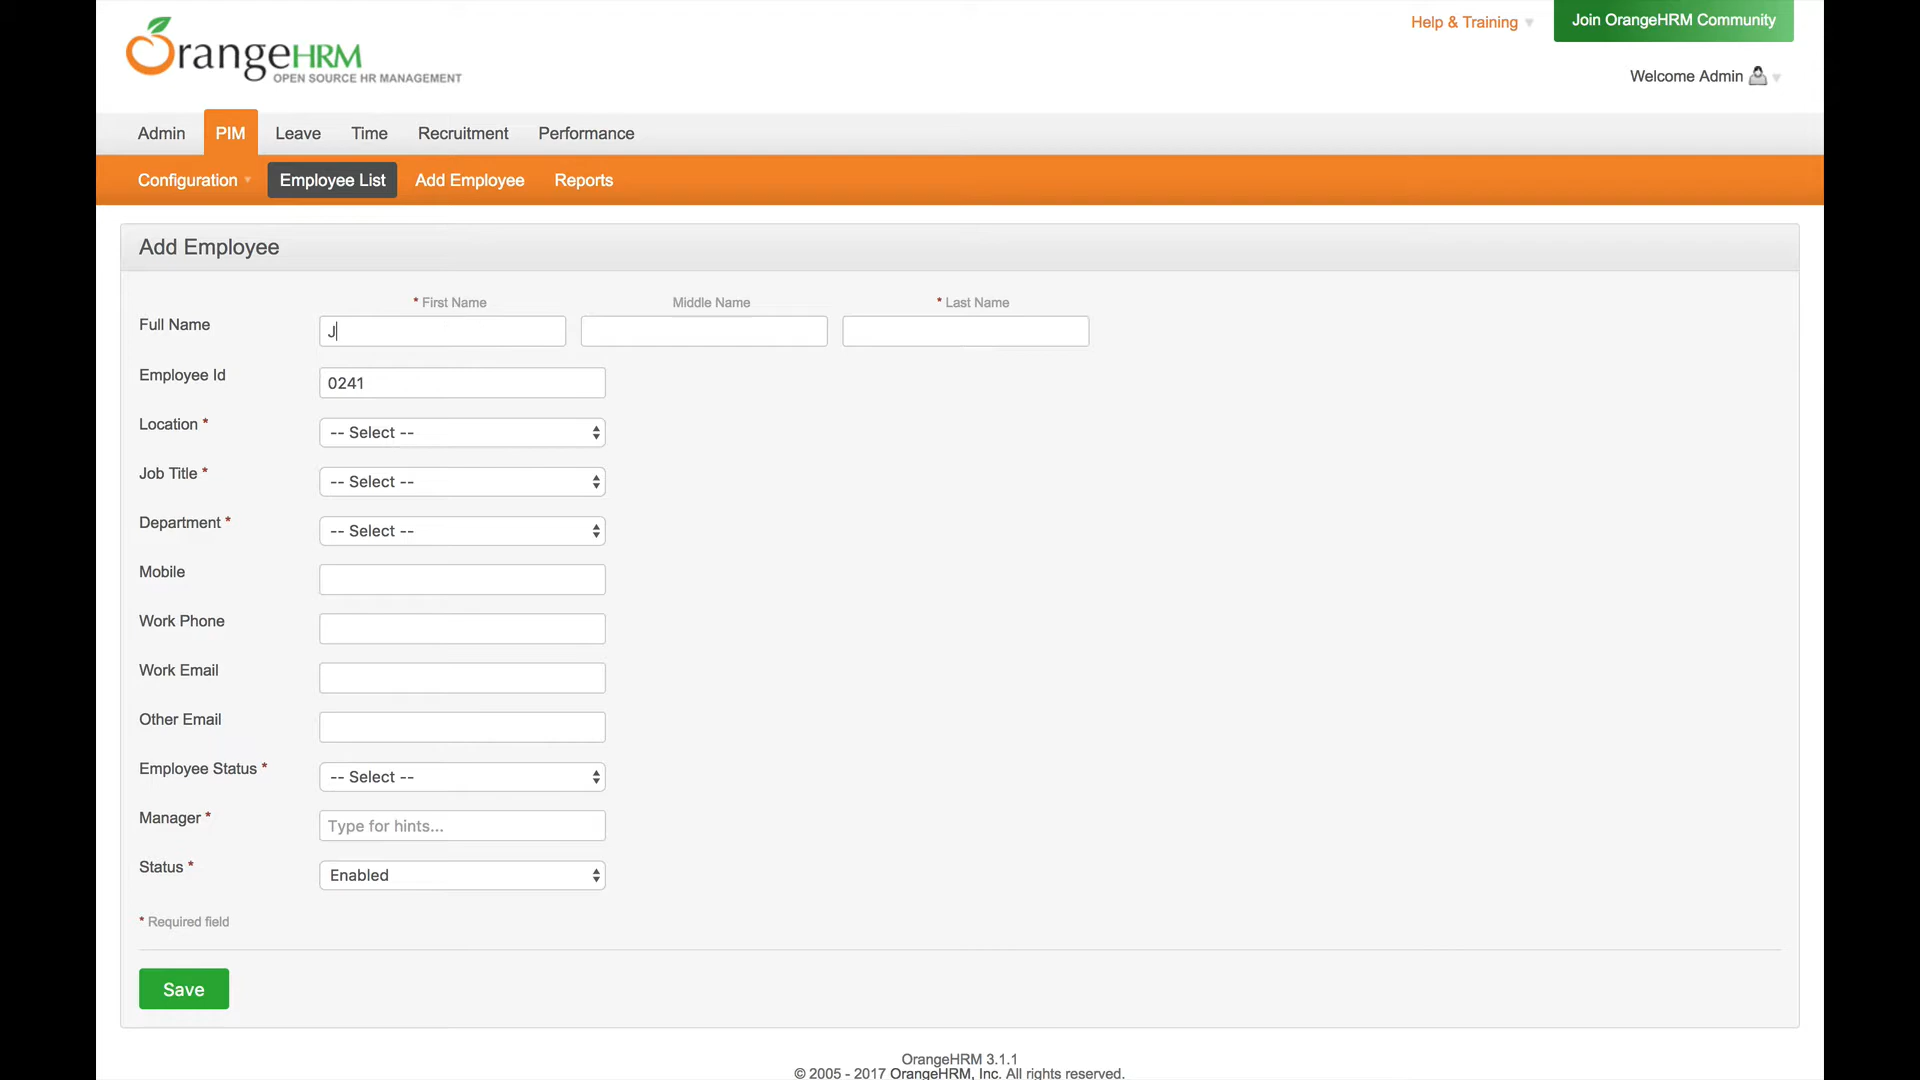 OrangeHRM
OPEN SOURCE HR MANAGEMENT
Help & Training
Join OrangeHRM Community
Welcome Admin
Admin PIM Leave Time Recruitment Performance
Configuration Employee List Add Employee Reports
Add Employee
* First Name Middle Name * Last Name
Full Name J
Employee Id 0241
Location * -- Select --
Job Title * -- Select --
Department * -- Select --
Mobile
Work Phone
Work Email
Other Email
Employee Status * -- Select --
Manager * Type for hints...
Status * Enabled
* Required field
Save
OrangeHRM 3.1.1
© 2005 - 2017 OrangeHRM, Inc. All rights reserved.